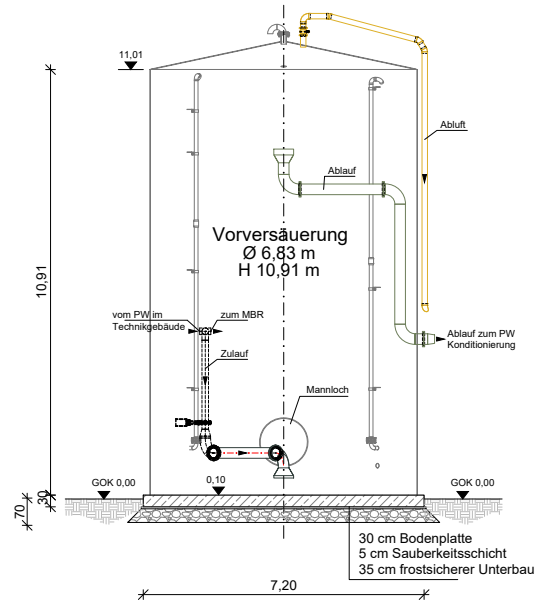 11,01
Abluft
Ablauf
Vorversäuerung
Ø 6,83 m
H 10,91 m
10,91
vom PW im
Technikgebäude
zum MBR
Ablauf zum PW
Konditionierung
Zulauf
Mannloch
GOK 0,00
0,10
GOK 0,00
30
70
30 cm Bodenplatte
5 cm Sauberkeitsschicht
35 cm frostsicherer Unterbau
7,20